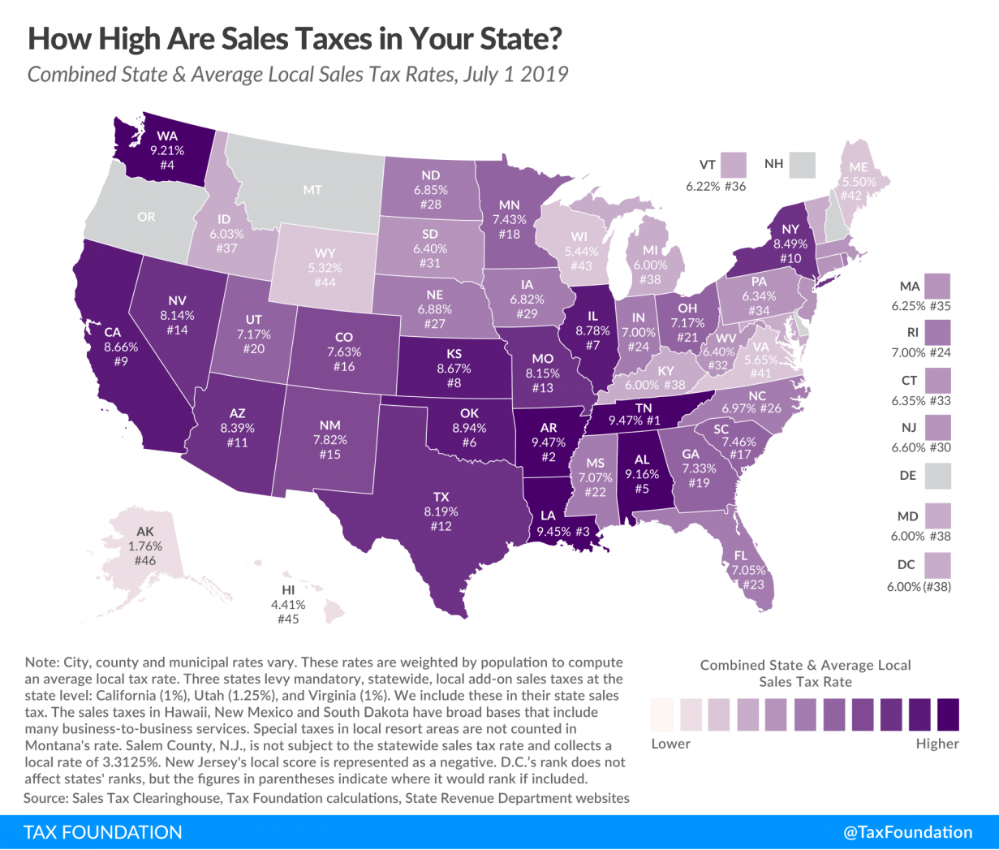 How High Are Sales Taxes in Your State?
Combined State & Average Local Sales Tax Rates, July 1 2019
WA
9.21%
#4
MT
OR
ID
6.03%
#37
WY
5.32%
#44
ND
6.85%
#28
SD
6.40%
#31
NE
6.88%
#27
MN
7.43%
#18
IA
6.82%
#29
WI
5.44%
#43
MI
6.00%
#38
VT
6.22% #36
NH
ME
5.50%
#42
NY
8.49%
#10
PA
6.34%
#34
CA
8.66%
#9
NV
8.14%
#14
UT
7.17%
#20
CO
7.63%
#16
KS
8.67%
#8
MO
8.15%
#13
IL
8.78%
#7
IN
7.00%
#24
OH
7.17%
#21
WV
6.40%
#32
VA
5.65%
#41
KY
6.00% #38
MA
6.25% #35
RI
7.00% #24
CT
6.35% #33
NJ
6.60% #30
DE
MD
6.00% #38
DC
6.00% (#38)
AZ
8.39%
#11
NM
7.82%
#15
OK
8.94%
#6
AR
9.47%
#2
TN
9.47% #1
NC
6.97% #26
SC
7.46%
#17
MS
7.07%
#22
AL
9.16%
#5
GA
7.33%
#19
TX
8.19%
#12
LA
9.45% #3
FL
7.05%
#23
AK
1.76%
#46
HI
4.41%
#45
Note: City, county and municipal rates vary. These rates are weighted by population to compute
an average local tax rate. Three states levy mandatory, statewide, local add-on sales taxes at the
state level: California (1%), Utah (1.25%), and Virginia (1%). We include these in their state sales
tax. The sales taxes in Hawaii, New Mexico and South Dakota have broad bases that include
many business-to-business services. Special taxes in local resort areas are not counted in
Montana's rate. Salem County, N.J., is not subject to the statewide sales tax rate and collects a
local rate of 3.3125%. New Jersey's local score is represented as a negative. D.C.'s rank does not
affect states' ranks, but the figures in parentheses indicate where it would rank if included.
Source: Sales Tax Clearinghouse, Tax Foundation calculations, State Revenue Department websites
Combined State & Average Local
Sales Tax Rate
Lower
Higher
TAX FOUNDATION
@TaxFoundation